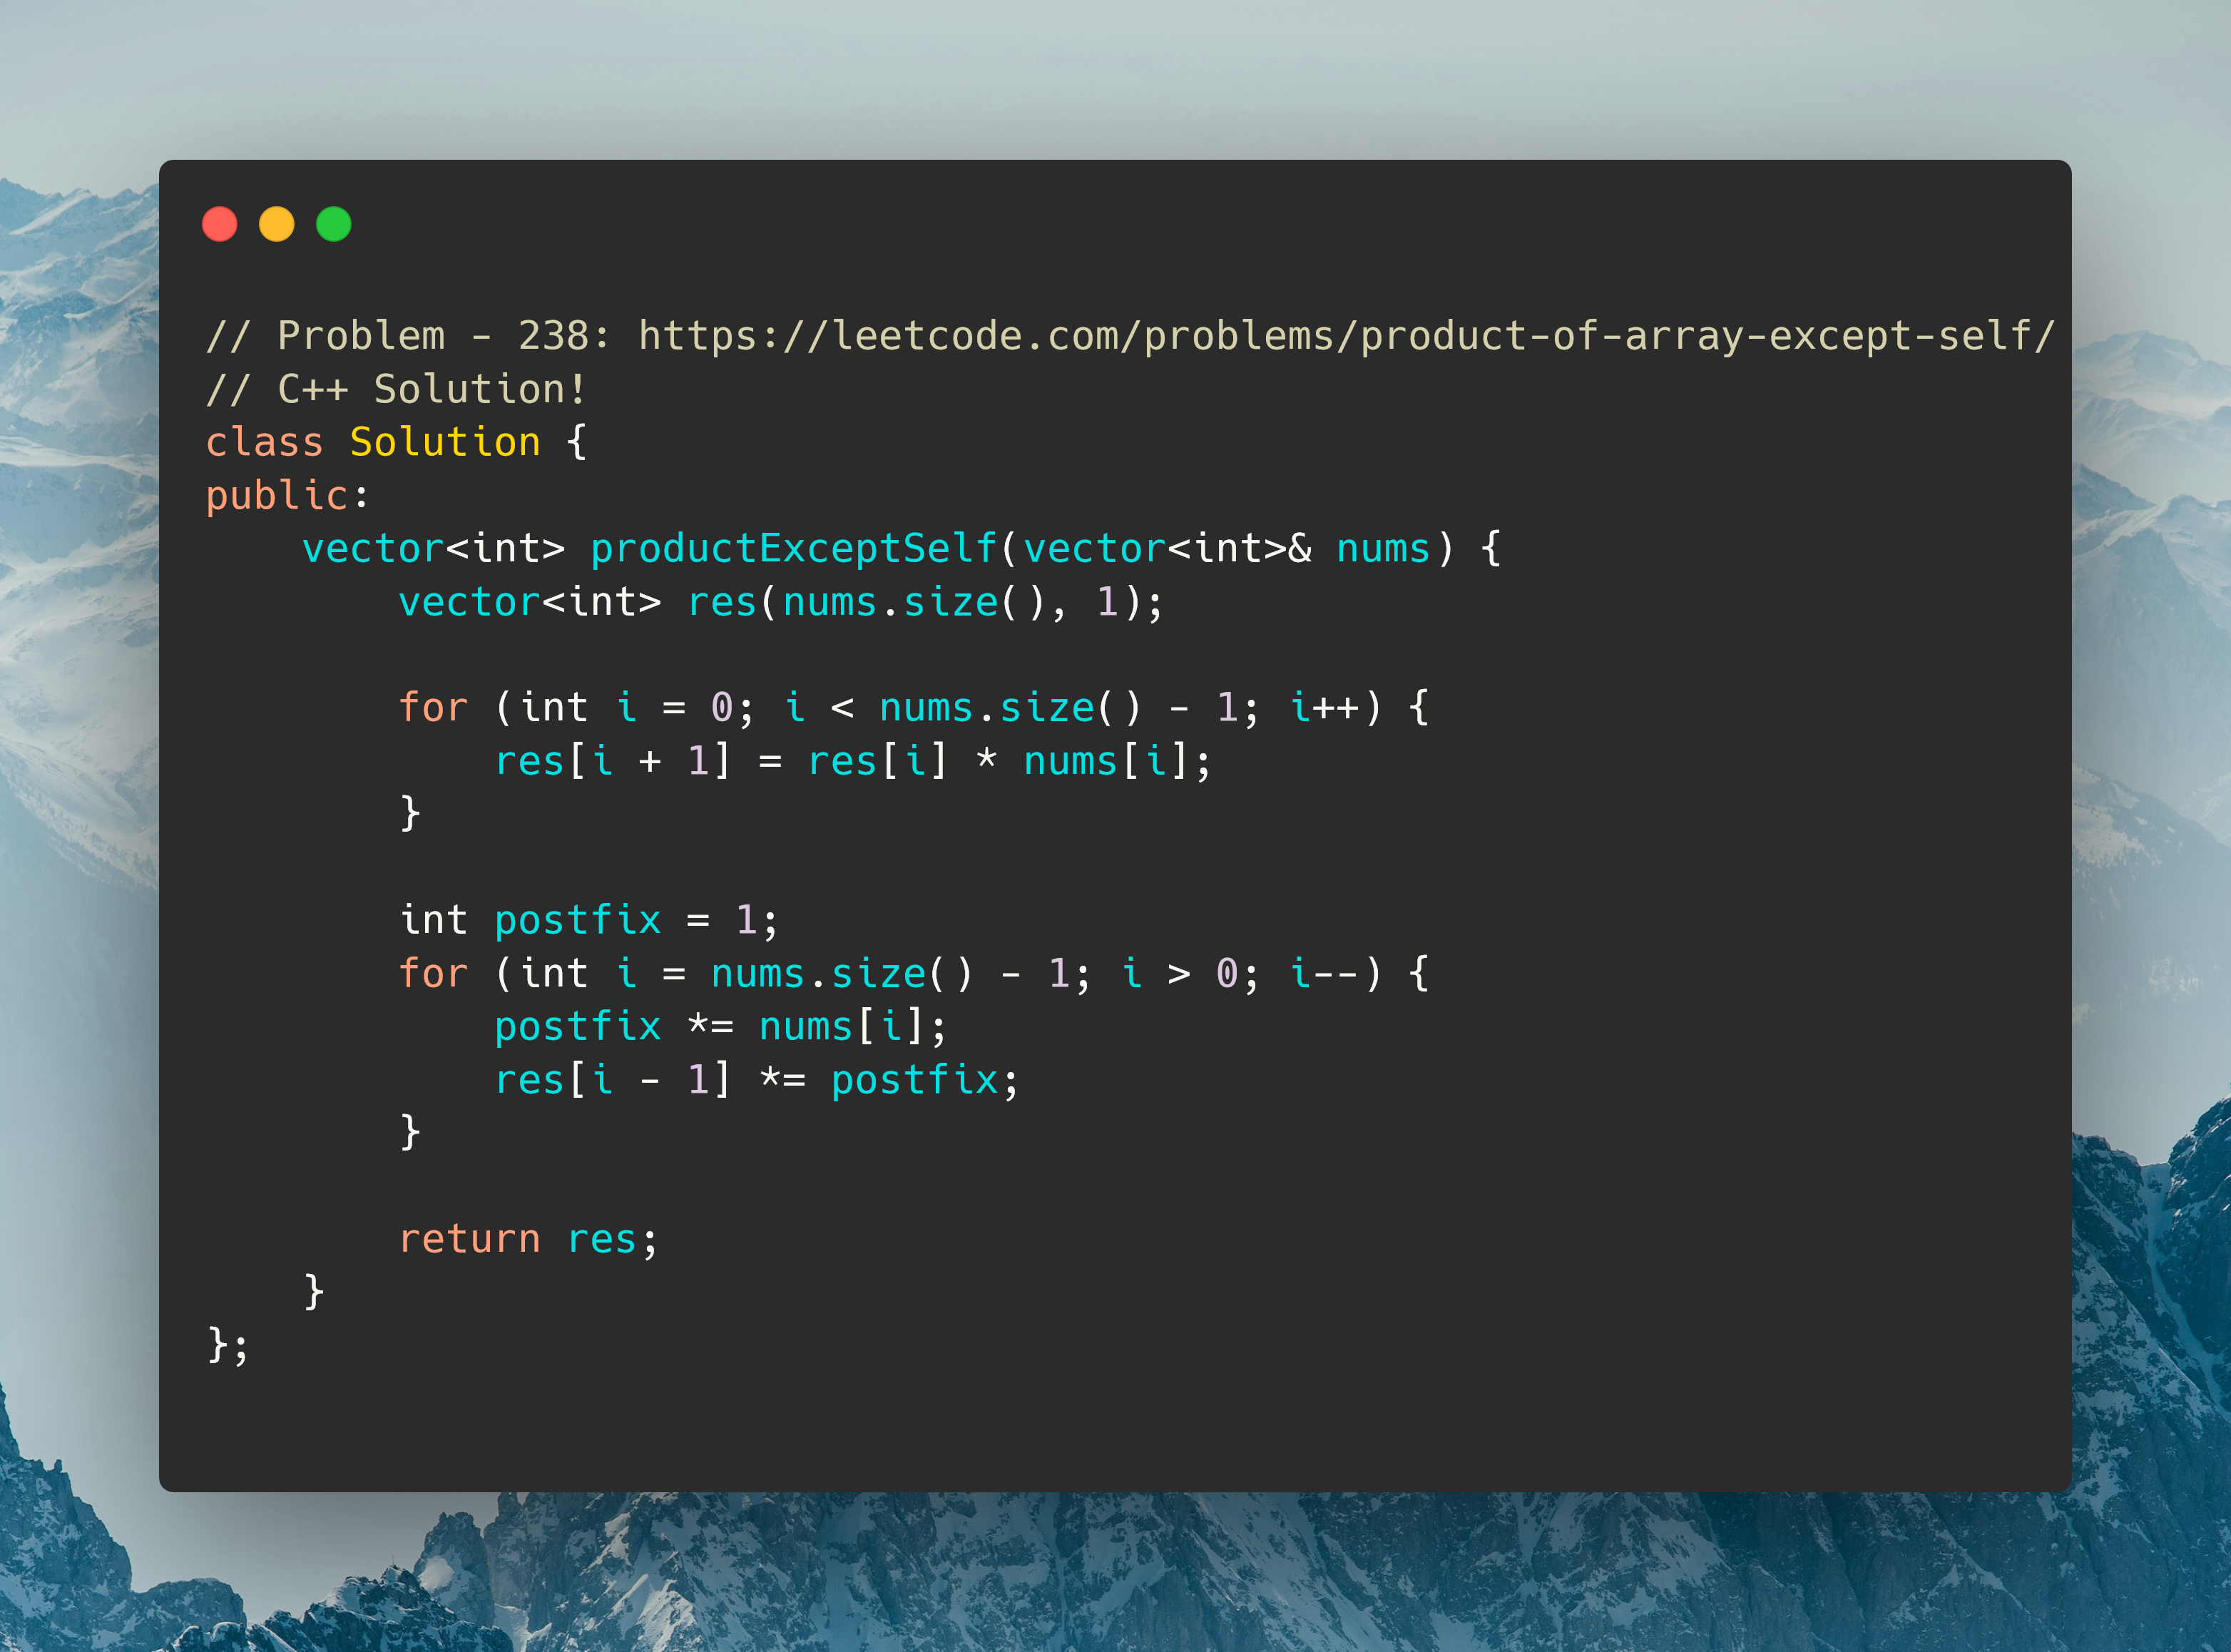 // Problem - 238: https://leetcode.com/problems/product-of-array-except-self/
// C++ Solution!
class Solution {
public:
    vector<int> productExceptSelf(vector<int>& nums) {
        vector<int> res(nums.size(), 1);

        for (int i = 0; i < nums.size() - 1; i++) {
            res[i + 1] = res[i] * nums[i];
        }

        int postfix = 1;
        for (int i = nums.size() - 1; i > 0; i--) {
            postfix *= nums[i];
            res[i - 1] *= postfix;
        }

        return res;
    }
};